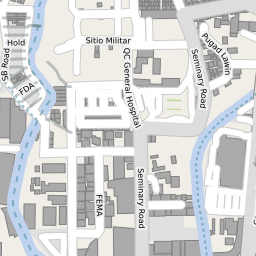 Sitio Militar
Hold
SB Road
FDA
QC General Hospital
Pugad Lawin
Seminary Road
FEMA
Seminary Road